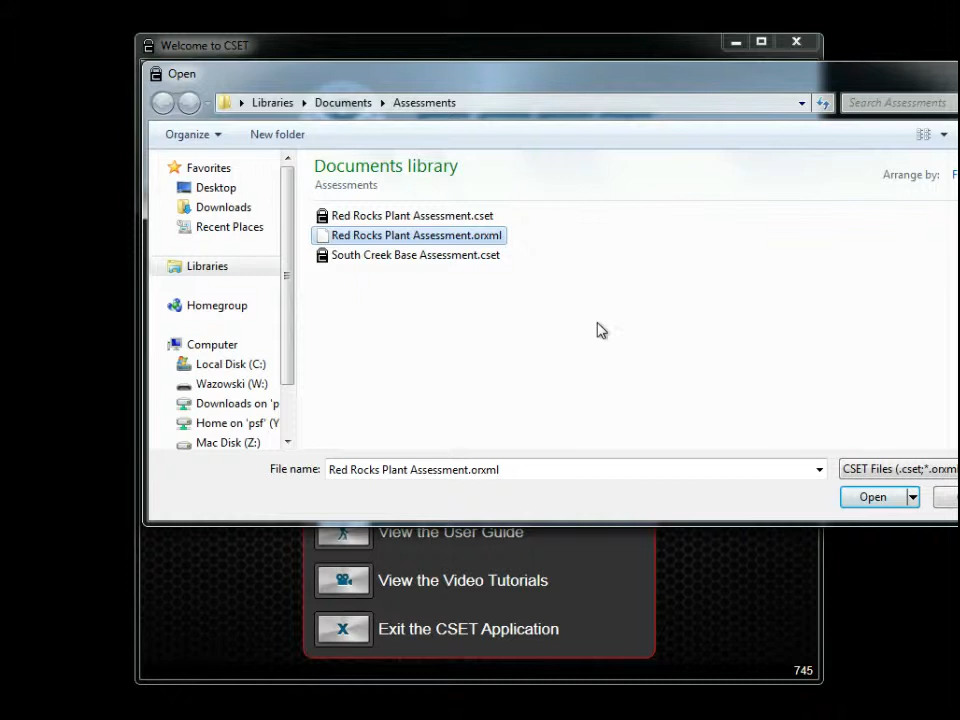 Welcome to CSET
Open
Libraries Documents Assessments
Search Assessments
Organize New folder
Favorites
Desktop
Downloads
Recent Places
Libraries
Homegroup
Computer
Local Disk (C:)
Wazowski (W:)
Downloads on 'p
Home on 'psf' (Y
Mac Disk (Z:)
Documents library
Assessments
Arrange by: F
Red Rocks Plant Assessment.cset
Red Rocks Plant Assessment.orxml
South Creek Base Assessment.cset
File name: Red Rocks Plant Assessment.orxml
CSET Files (.cset;*.orxml
Open
View the User Guide
View the Video Tutorials
Exit the CSET Application
745